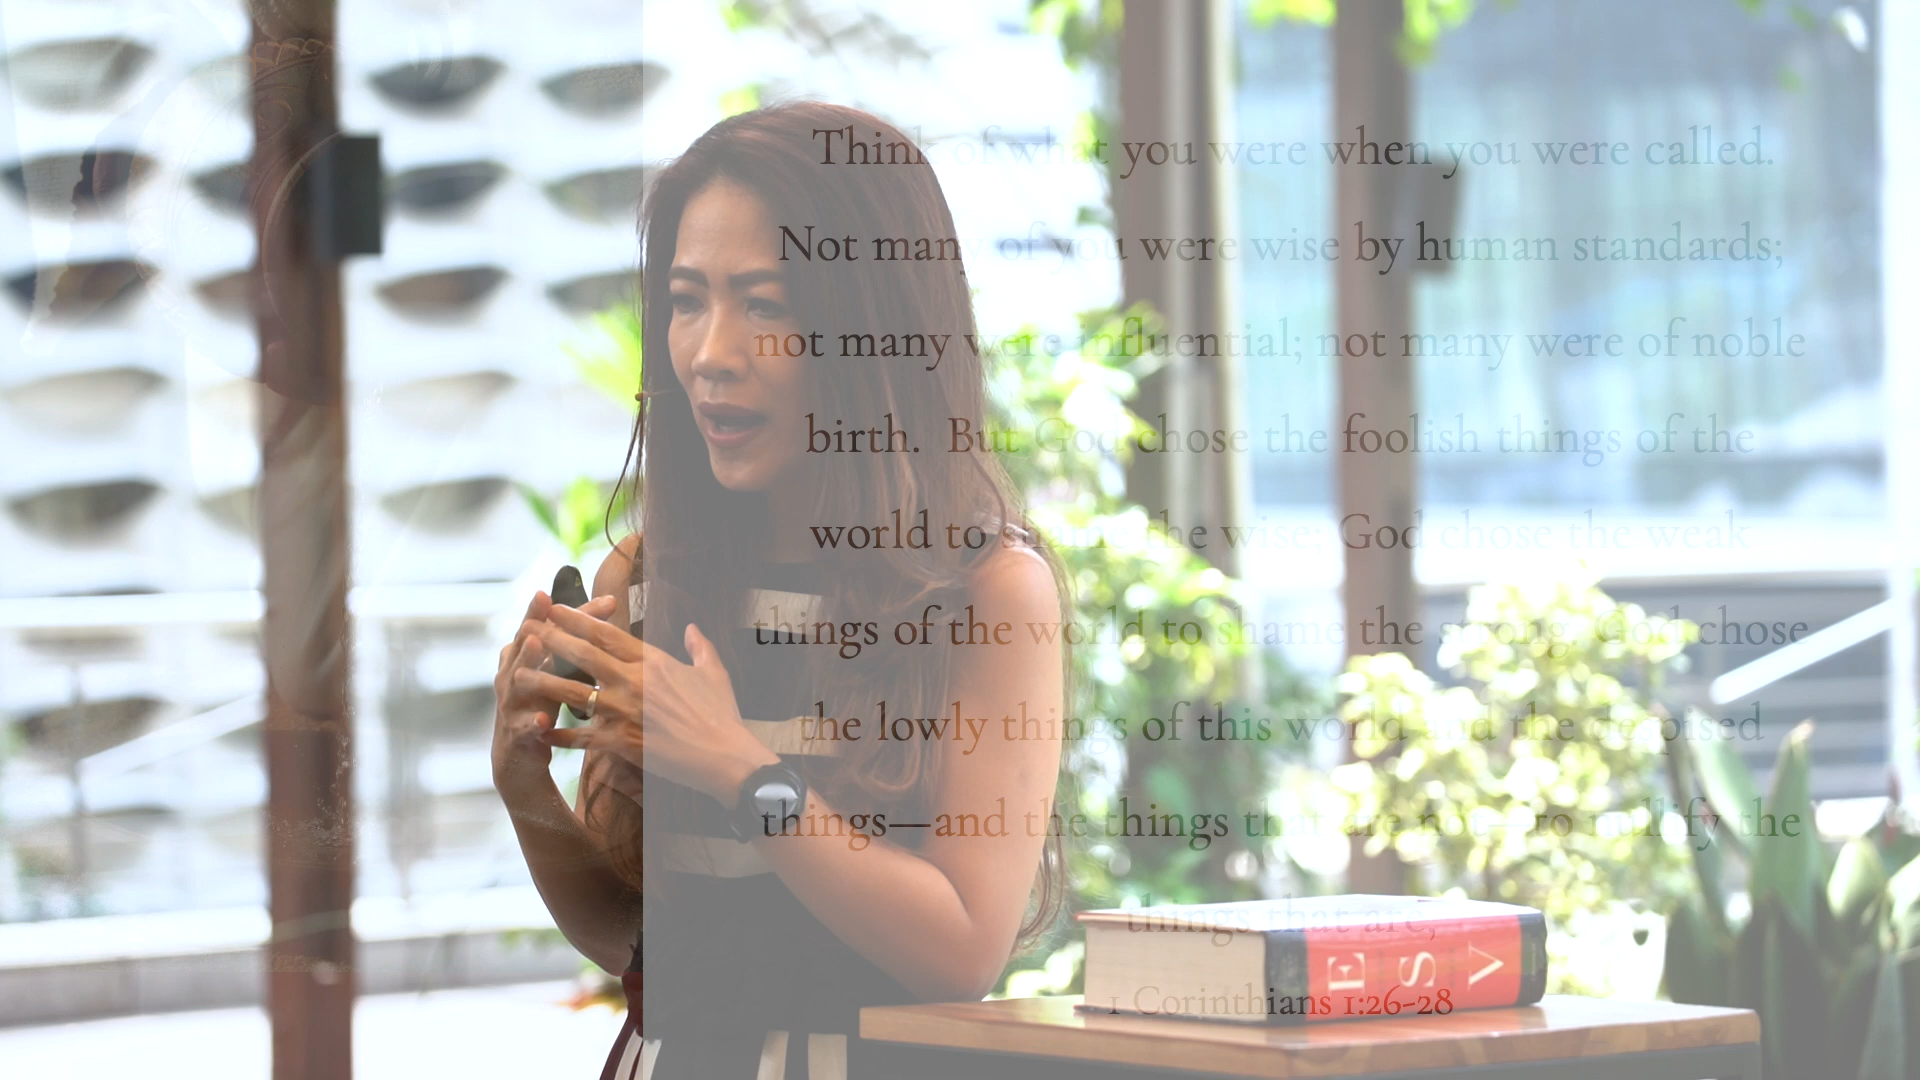 Think of what you were when you were called.
Not many of you were wise by human standards;
not many were influential; not many were of noble
birth. But God chose the foolish things of the
world to shame the wise; God chose the weak
things of the world to shame the strong. God chose
the lowly things of this world and the despised
things—and the things that are not—to nullify the
things that are,
1 Corinthians 1:26-28
ESV